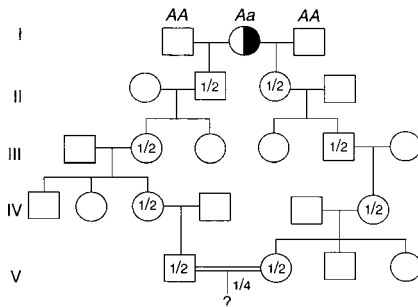 AA Aa AA
I
II 1/2 1/2
III 1/2 1/2
IV 1/2 1/2
V 1/2 1/4 1/2
?